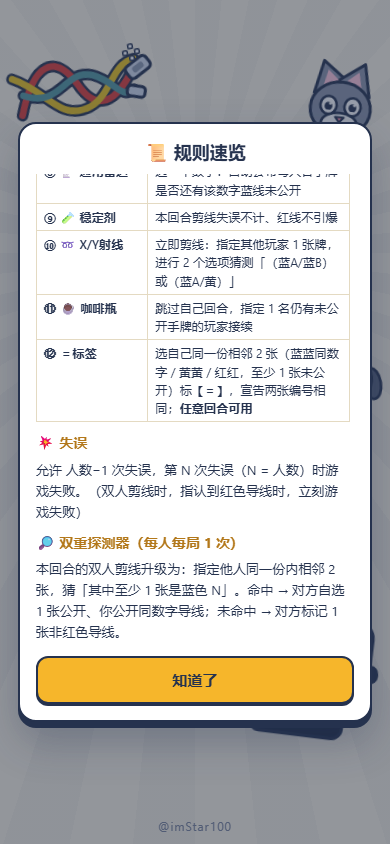 📜 规则速览
是否还有该数字蓝线未公开
⑨ 🧪 稳定剂 本回合剪线失误不计、红线不引爆
⑩ ➿ X/Y射线 立即剪线：指定其他玩家 1 张牌，
进行 2 个选项猜测「（蓝A/蓝B）
或（蓝A/黄）」
⑪ 咖啡瓶 跳过自己回合，指定 1 名仍有未公
开手牌的玩家接续
⑫ = 标签 选自己同一份相邻 2 张（蓝蓝同数
字 / 黄黄 / 红红，至少 1 张未公
开）标【 = 】，宣告两张编号相
同；任意回合可用
💥 失误
允许 人数−1 次失误，第 N 次失误（N = 人数）时游
戏失败。（双人剪线时，指认到红色导线时，立刻游
戏失败）
🔎 双重探测器（每人每局 1 次）
本回合的双人剪线升级为：指定他人同一份内相邻 2
张，猜「其中至少 1 张是蓝色 N」。命中 → 对方自选
1 张公开、你公开同数字导线；未命中 → 对方标记 1
张非红色导线。
知道了
@imStar100